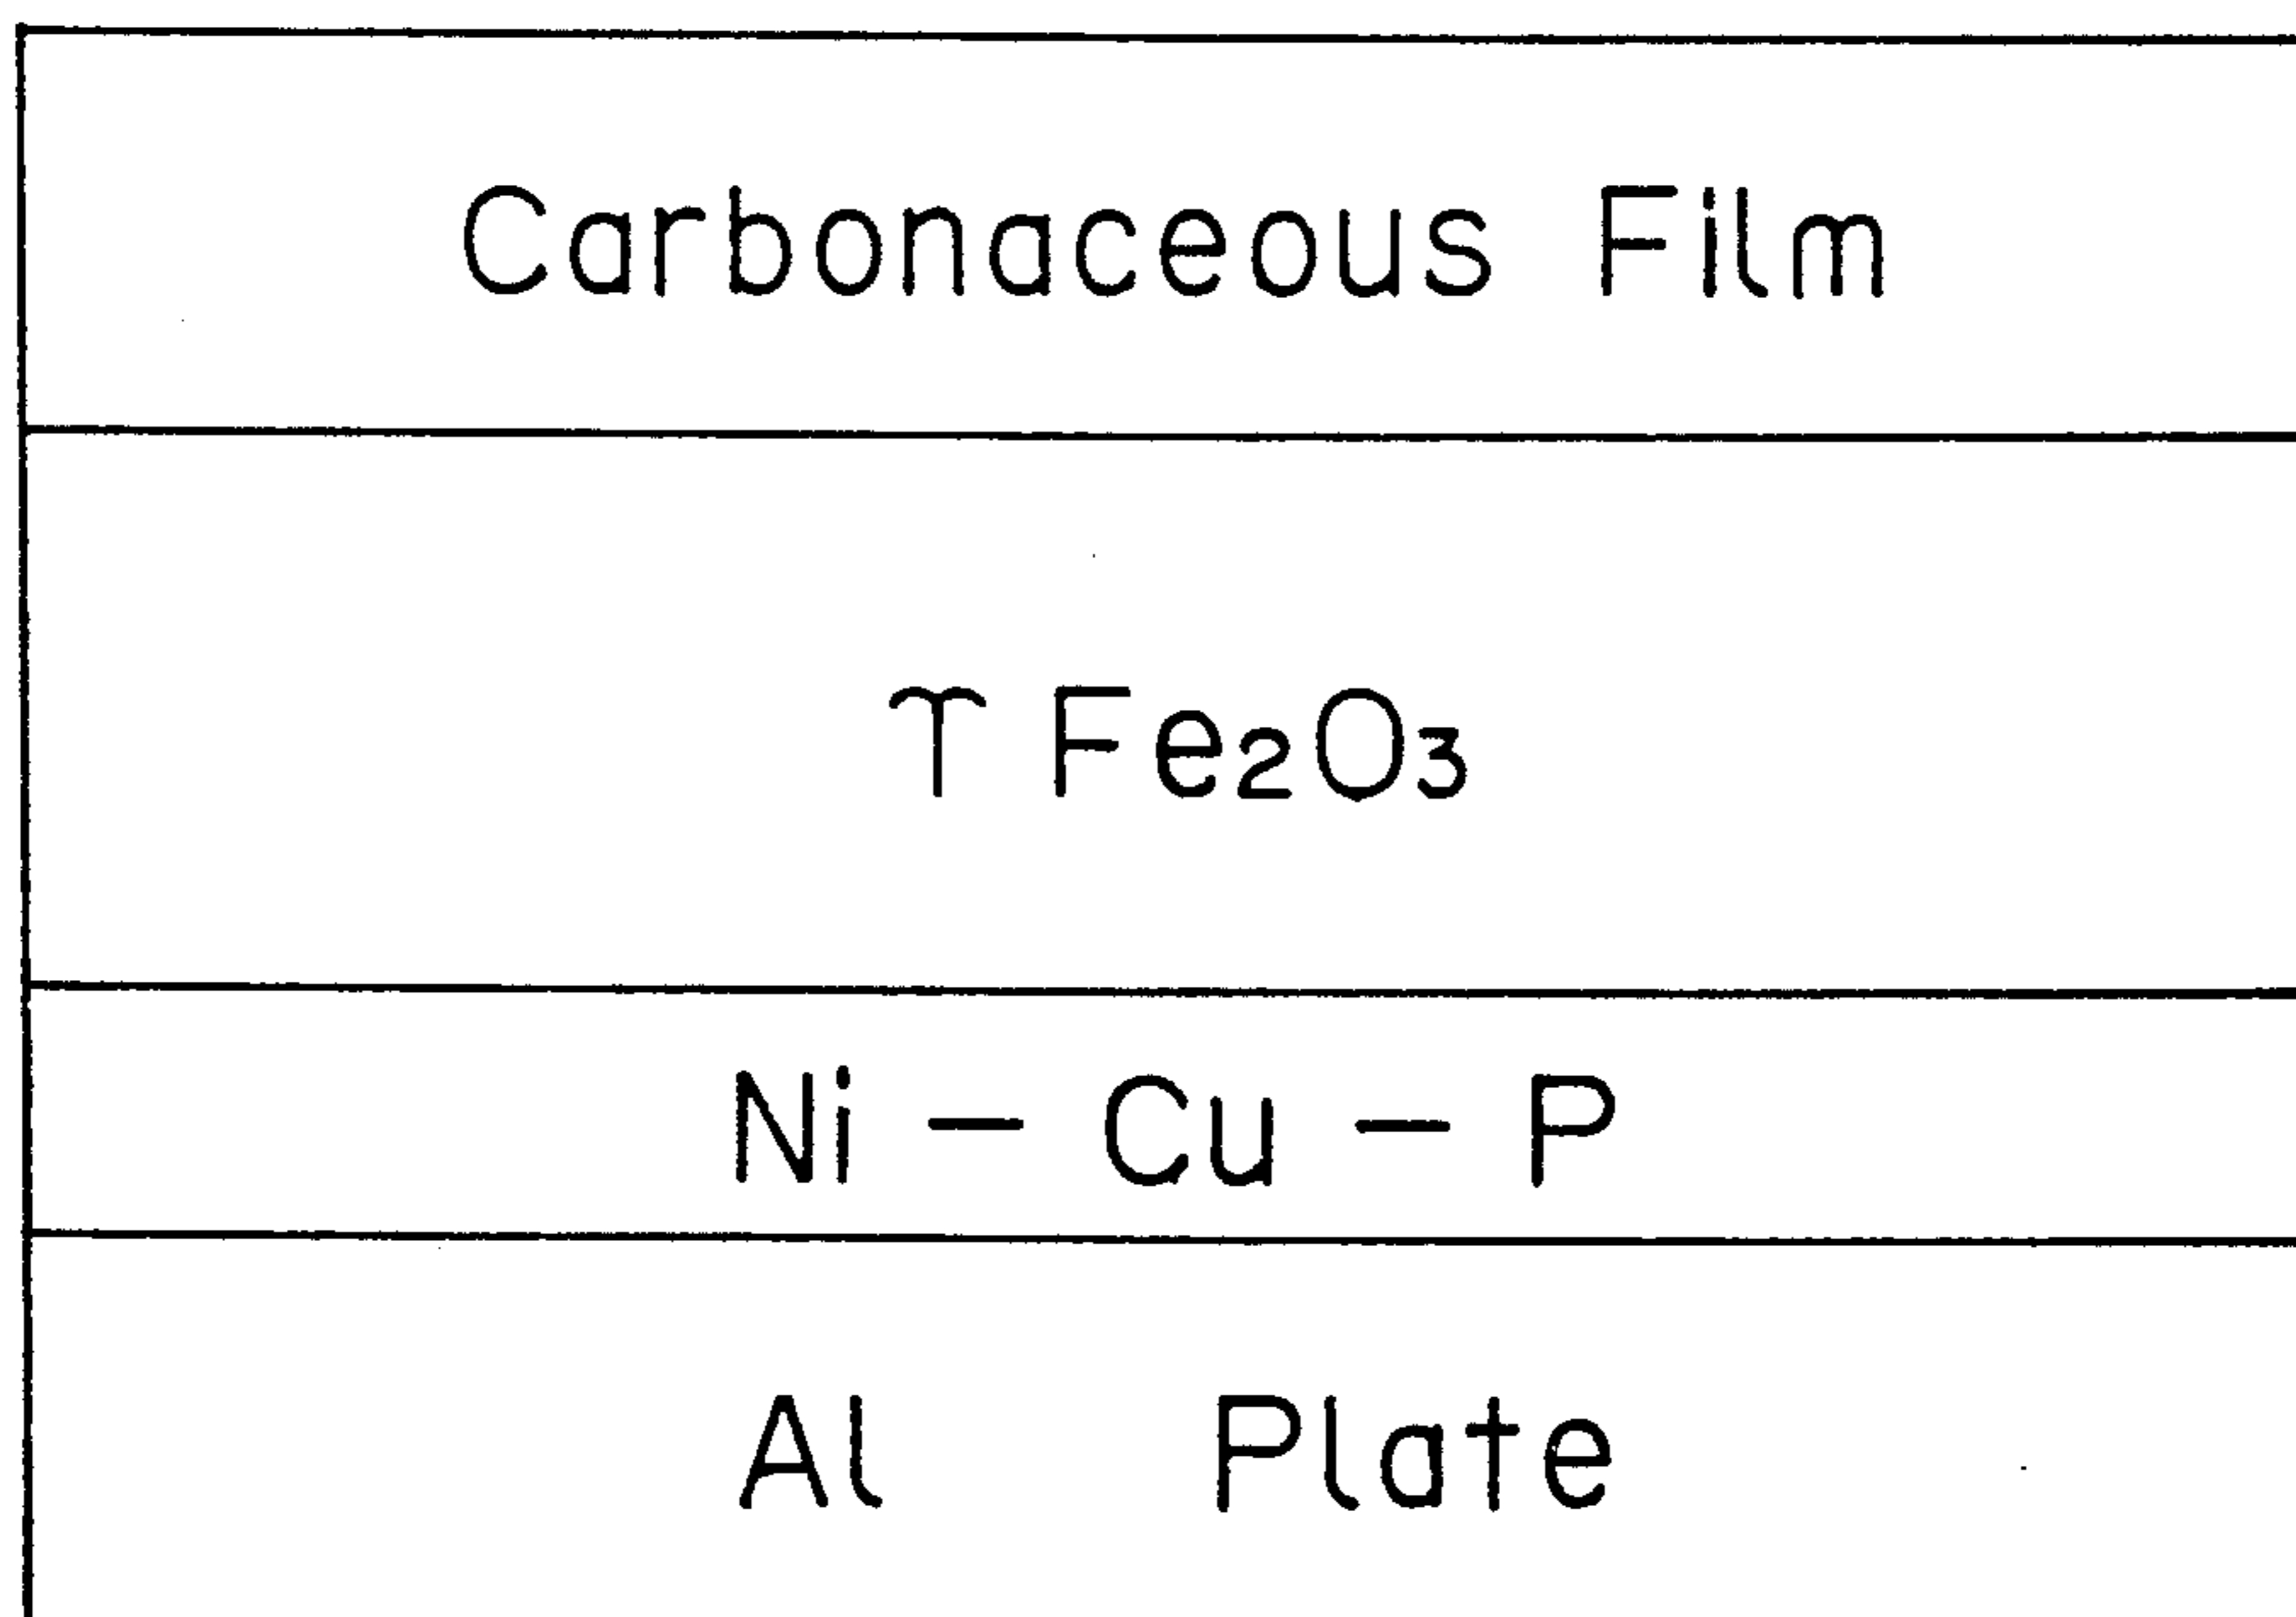 Carbonaceous Film
γ Fe₂O₃
Ni – Cu – P
Al Plate